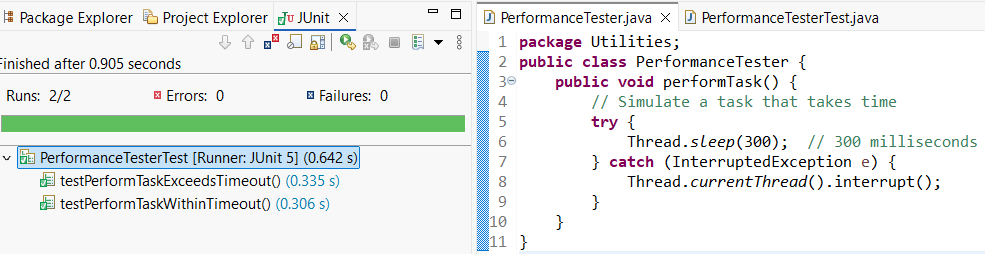 Package Explorer
Project Explorer
JUnit
Finished after 0.905 seconds
Runs: 2/2
Errors: 0
Failures: 0
PerformanceTesterTest [Runner: JUnit 5] (0.642 s)
testPerformTaskExceedsTimeout() (0.335 s)
testPerformTaskWithinTimeout() (0.306 s)
PerformanceTester.java
PerformanceTesterTest.java
1 package Utilities;
2 public class PerformanceTester {
3     public void performTask() {
4         // Simulate a task that takes time
5         try {
6             Thread.sleep(300);  // 300 milliseconds
7         } catch (InterruptedException e) {
8             Thread.currentThread().interrupt();
9         }
10     }
11 }